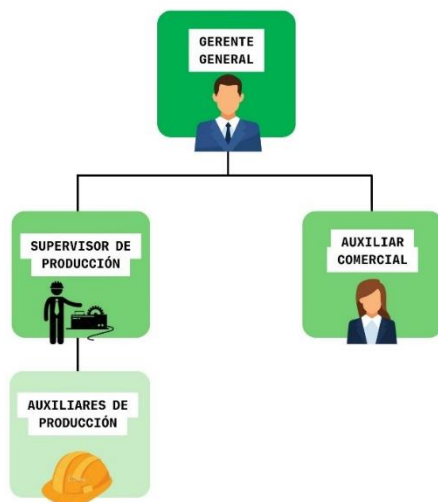 GERENTE
GENERAL
SUPERVISOR DE
PRODUCCIÓN
AUXILIAR
COMERCIAL
AUXILIARES DE
PRODUCCIÓN